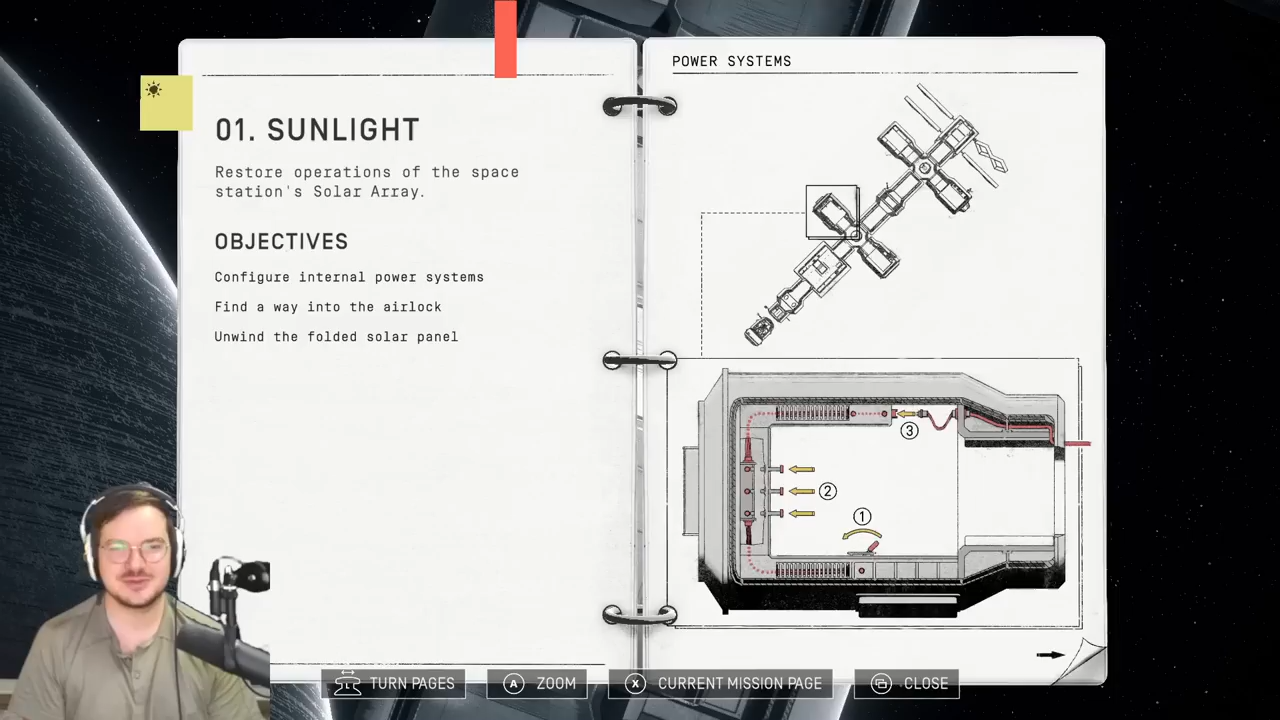 POWER SYSTEMS
01. SUNLIGHT
Restore operations of the space
station's Solar Array.
OBJECTIVES
Configure internal power systems
Find a way into the airlock
Unwind the folded solar panel
3
2
1
L
TURN PAGES
A
ZOOM
X
CURRENT MISSION PAGE
CLOSE